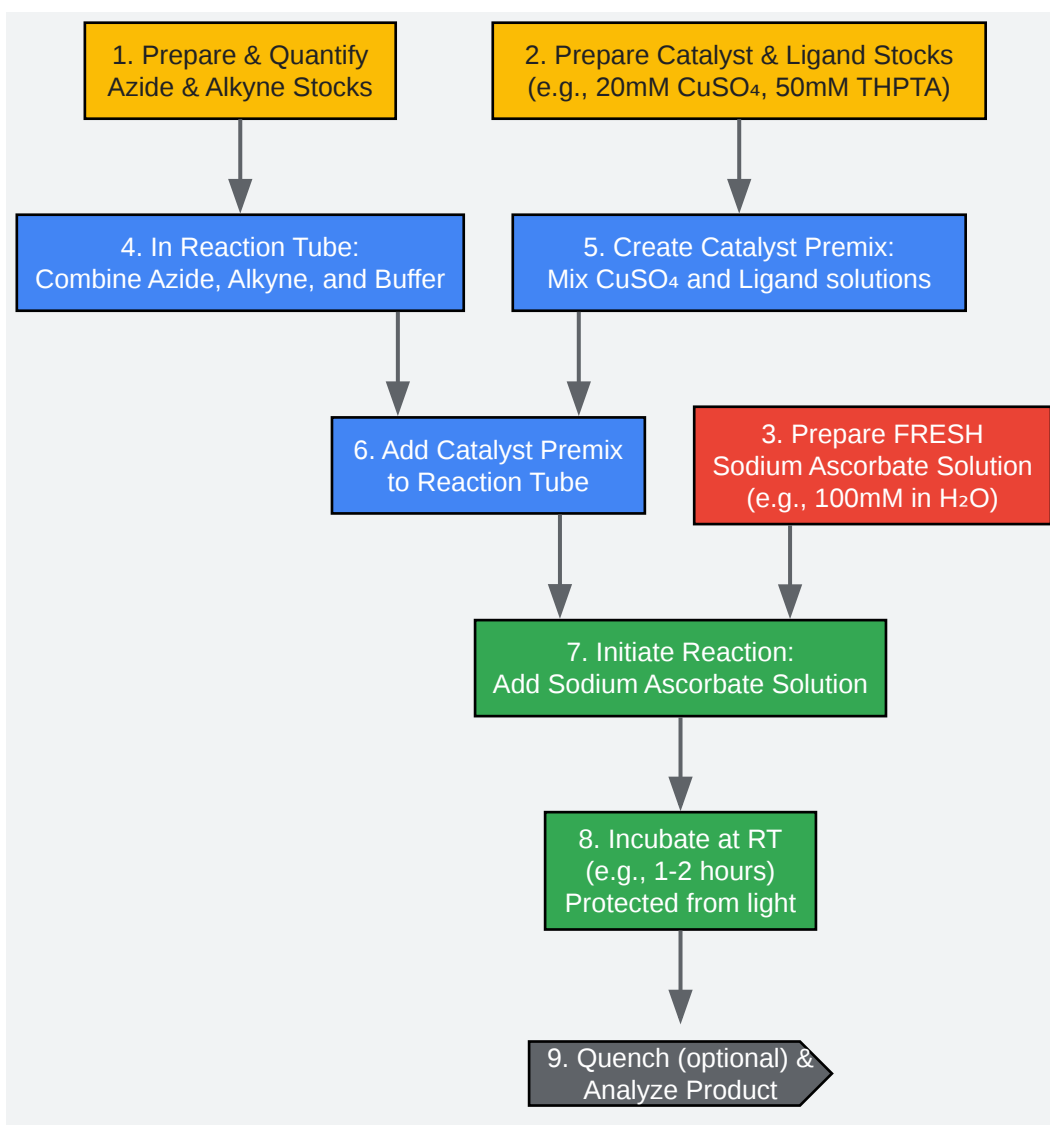 1. Prepare & Quantify
Azide & Alkyne Stocks
2. Prepare Catalyst & Ligand Stocks
(e.g., 20mM CuSO₄, 50mM THPTA)
4. In Reaction Tube:
Combine Azide, Alkyne, and Buffer
5. Create Catalyst Premix:
Mix CuSO₄ and Ligand solutions
6. Add Catalyst Premix
to Reaction Tube
3. Prepare FRESH
Sodium Ascorbate Solution
(e.g., 100mM in H₂O)
7. Initiate Reaction:
Add Sodium Ascorbate Solution
8. Incubate at RT
(e.g., 1-2 hours)
Protected from light
9. Quench (optional) &
Analyze Product